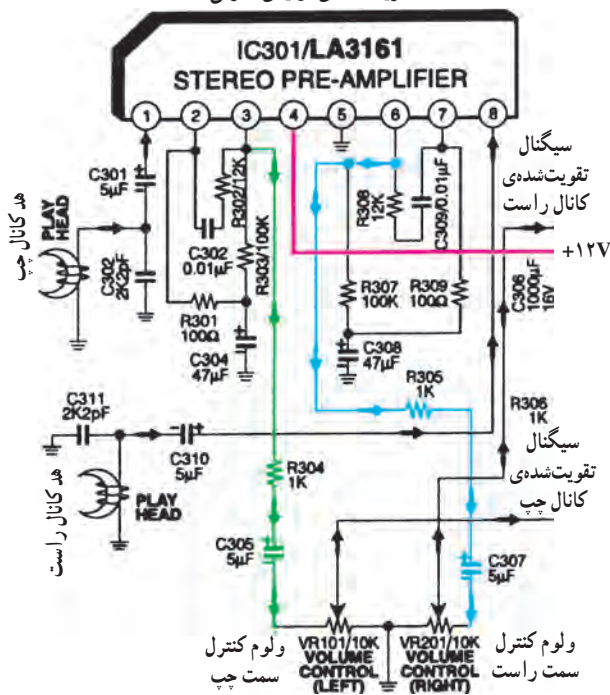 IC301/LA3161
STEREO PRE-AMPLIFIER
1 2 3 4 5 6 7 8
C301
5µF
R302/12K
R308
12K
C309/0.01µF
سیگنال
تقویت‌شده‌ی
کانال راست
هد کانال چپ
PLAY
HEAD
C302
2K2pF
C302
0.01µF
R303/100K
+۱۲V
R301
100Ω
R307
100K
R309
100Ω
C306
1000µF
16V
C304
47µF
C308
47µF
R305
1K
R306
1K
C311
2K2pF
C310
5µF
هد کانال راست
PLAY
HEAD
R304
1K
سیگنال
تقویت‌شده‌ی
کانال چپ
C305
5µF
C307
5µF
ولوم کنترل
سمت چپ
VR101/10K
VOLUME
CONTROL
(LEFT)
VR201/10K
VOLUME
CONTROL
(RIGHT)
ولوم کنترل
سمت راست